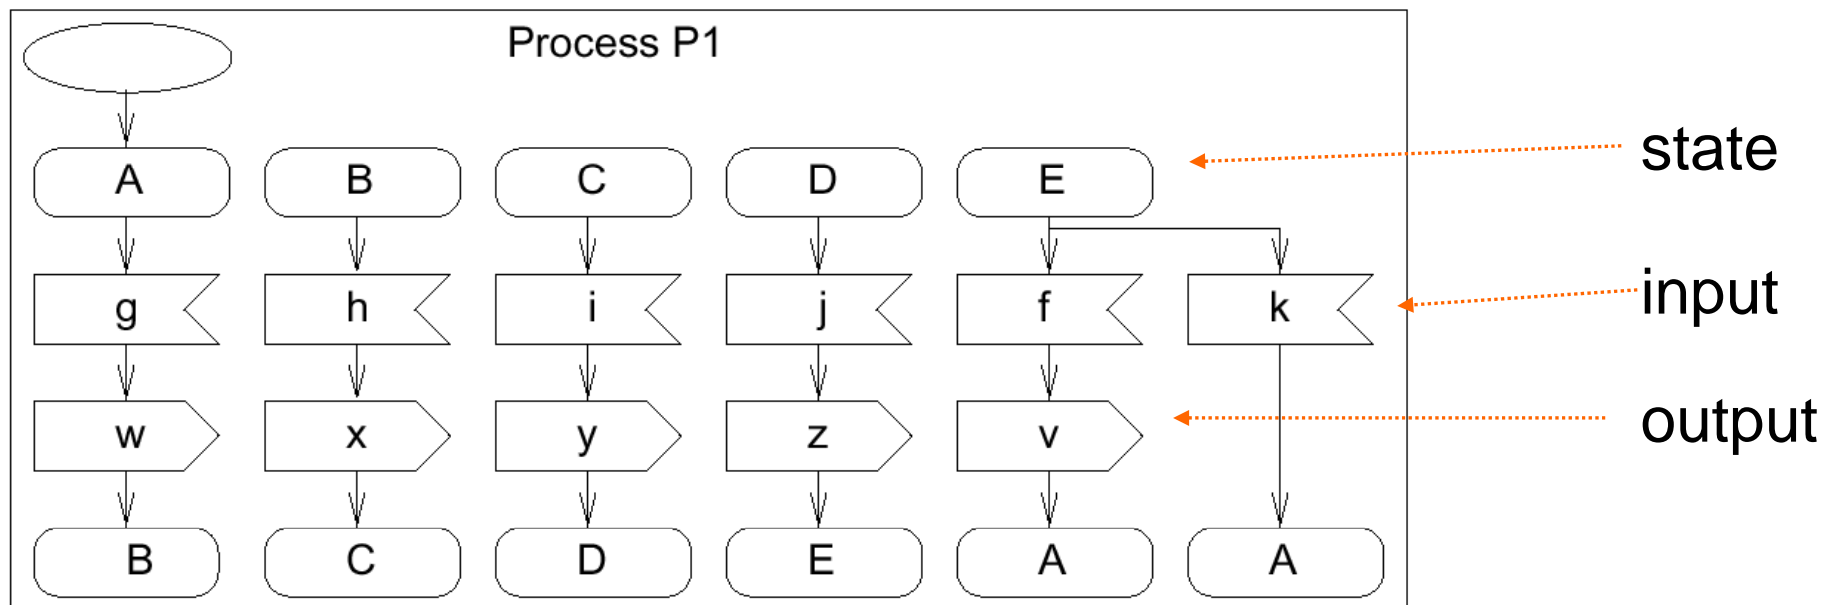 Process P1
A B C D E
state
g h i j f k
input
w x y z v
output
B C D E A A